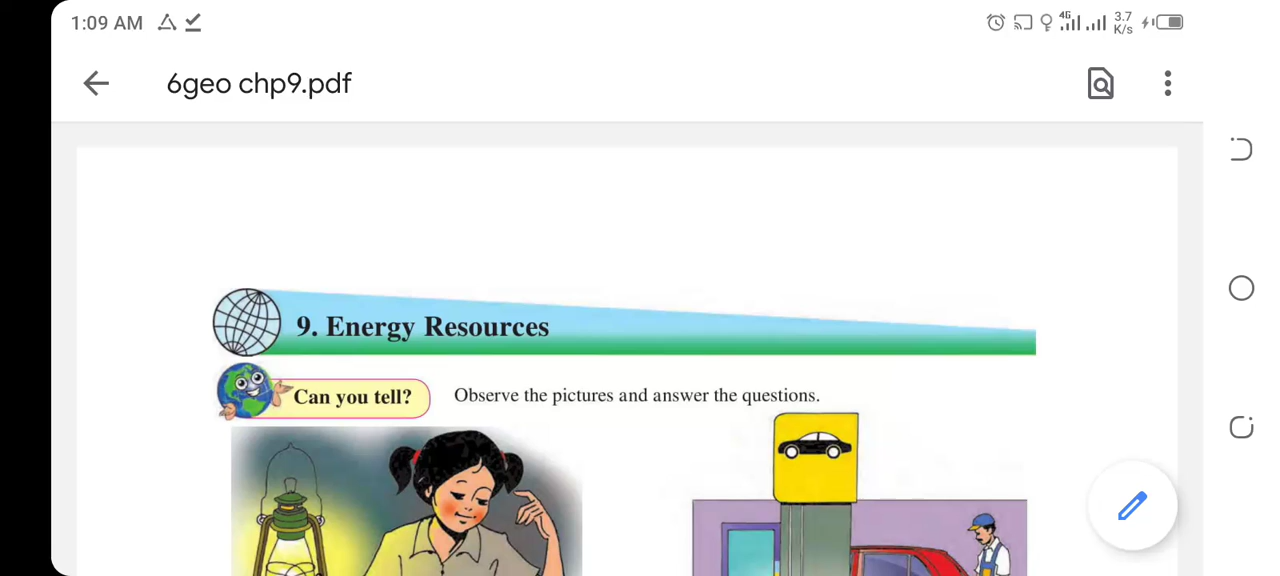 1:09 AM
4G
3.7
K/s
6geo chp9.pdf
9. Energy Resources
Can you tell?
Observe the pictures and answer the questions.